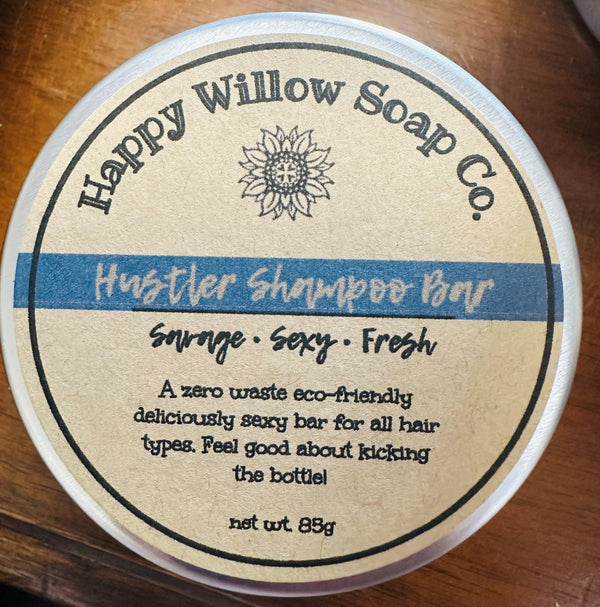 Happy Willow Soap Co.
Hustler Shampoo Bar
Savage • Sexy • Fresh
A zero waste eco-friendly
deliciously sexy bar for all hair
types. Feel good about kicking
the bottle!
net wt. 85g